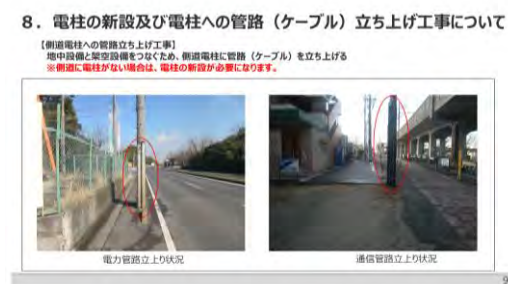 ８．電柱の新設及び電柱への管路（ケーブル）立ち上げ工事について
【側道電柱への管路立ち上げ工事】
地中設備と架空設備をつなぐため、側道電柱に管路（ケーブル）を立ち上げる
※側道に電柱がない場合は、電柱の新設が必要になります。
電力管路立上り状況
通信管路立上り状況
9